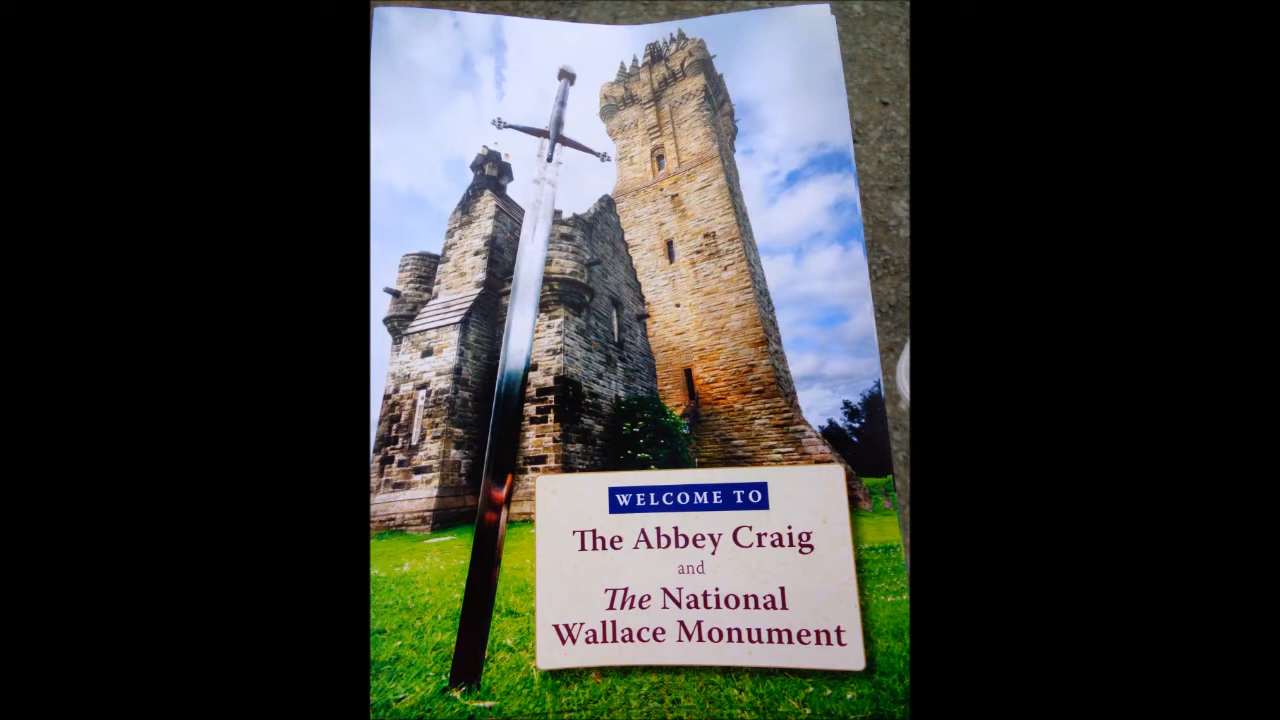 WELCOME TO
The Abbey Craig
and
The National
Wallace Monument